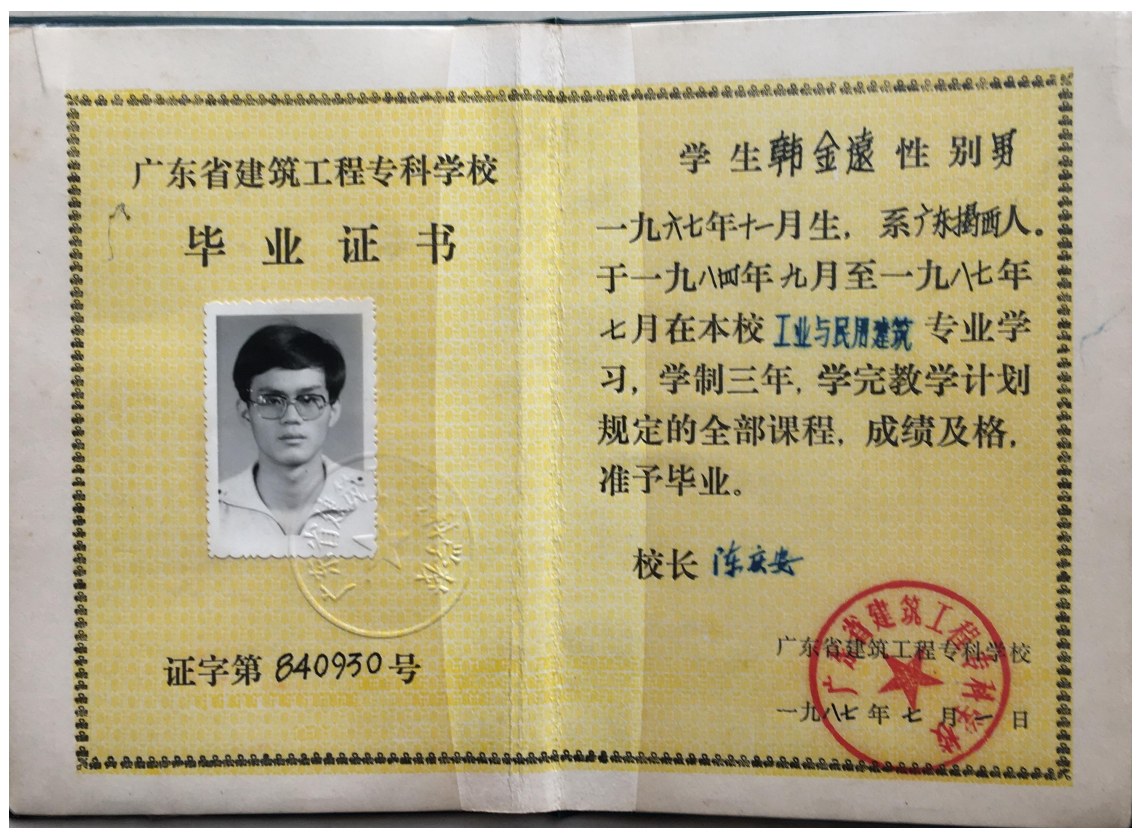 广东省建筑工程专科学校
毕业证书
证字第 840930 号
学生韩金远性别男
一九六七年十一月生，系广东揭西人。
于一九八四年九月至一九八七年
七月在本校工业与民用建筑专业学
习，学制三年，学完教学计划
规定的全部课程，成绩及格，
准予毕业。
校长 陈庆安
广东省建筑工程专科学校
一九八七年七月一日
广东省建筑工程专科学校